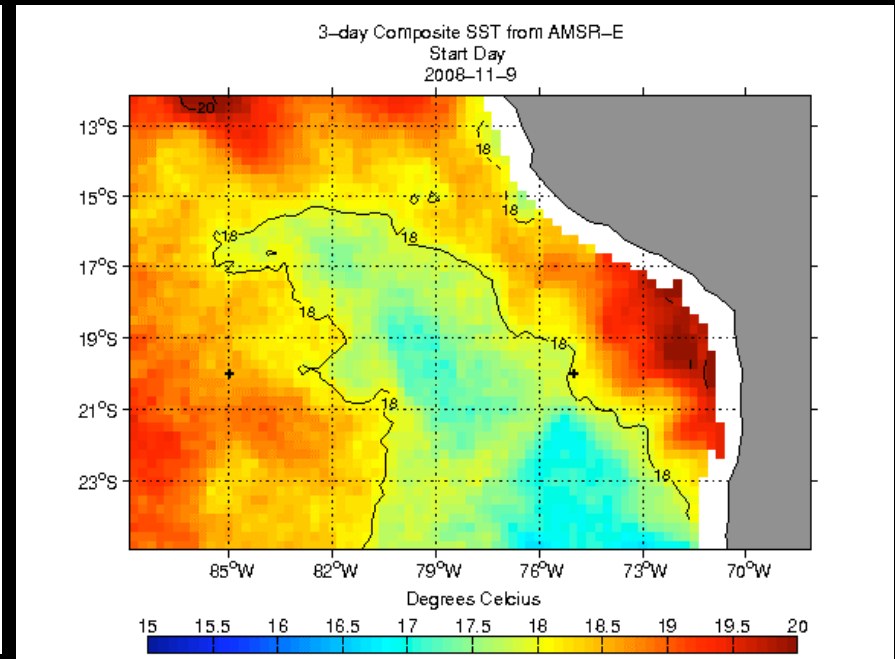 3-day Composite SST from AMSR-E
Start Day
2008-11-9
20
13°S
18
15°S
18
18
18
17°S
18
19°S
18
21°S
18
23°S
18
85°W 82°W 79°W 76°W 73°W 70°W
Degrees Celcius
15 15.5 16 16.5 17 17.5 18 18.5 19 19.5 20